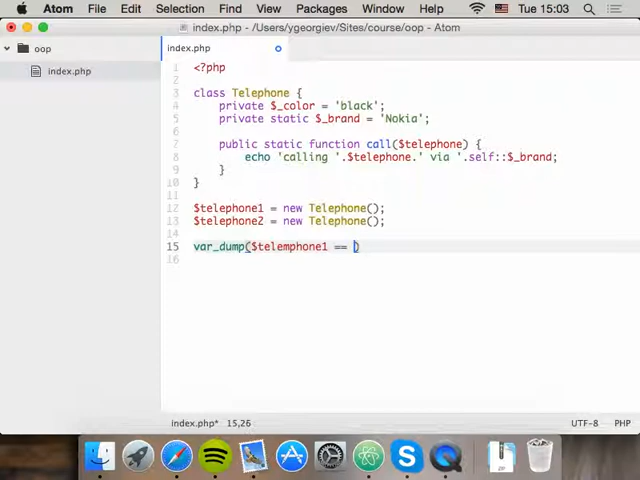 Atom File Edit View Selection Find Packages Window Help Tue 15:03
index.php - /Users/ygeorgiev/Sites/course/oop - Atom
oop
index.php
index.php
1 <?php
2
3 class Telephone {
4 private $_color = 'black';
5 private static $_brand = 'Nokia';
6
7 public static function call($telephone) {
8 echo 'calling '.$telephone.' via '.self::$_brand;
9 }
10 }
11
12 $telephone1 = new Telephone();
13 $telephone2 = new Telephone();
14
15 var_dump($telemphone1 == )
16
index.php* 15,26 UTF-8 PHP